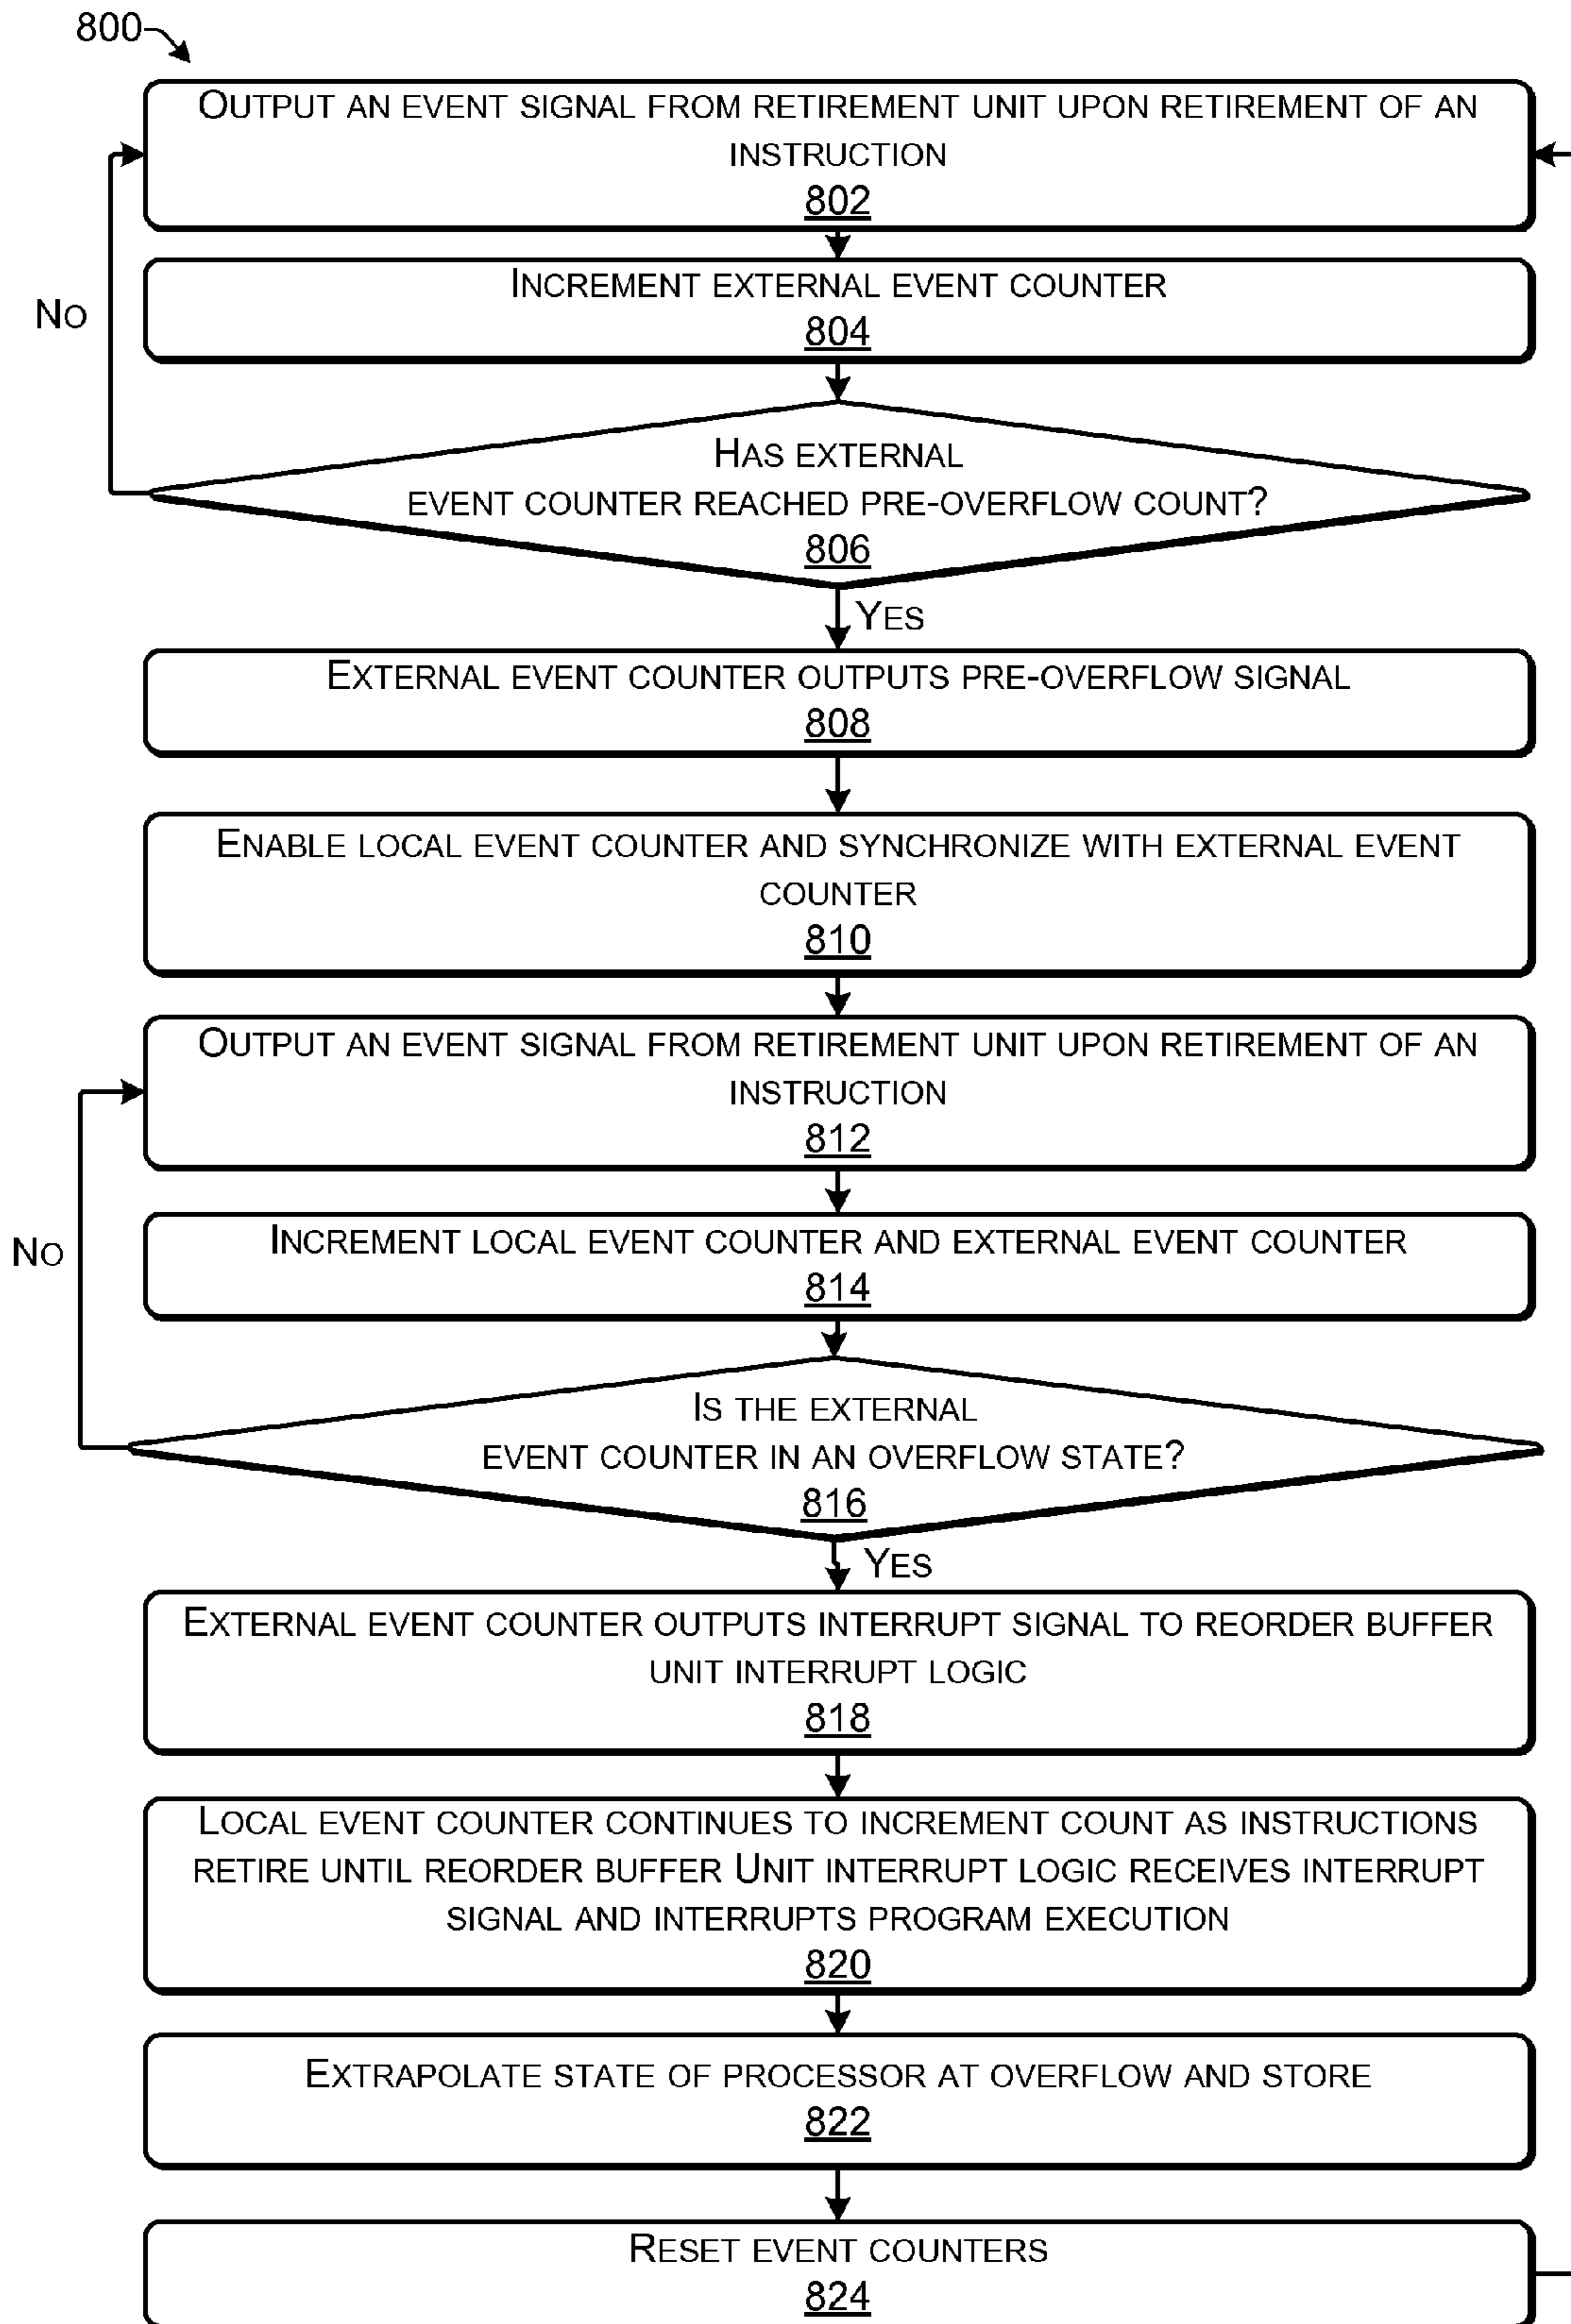 800
OUTPUT AN EVENT SIGNAL FROM RETIREMENT UNIT UPON RETIREMENT OF AN
INSTRUCTION
802
INCREMENT EXTERNAL EVENT COUNTER
804
NO
HAS EXTERNAL
EVENT COUNTER REACHED PRE-OVERFLOW COUNT?
806
YES
EXTERNAL EVENT COUNTER OUTPUTS PRE-OVERFLOW SIGNAL
808
ENABLE LOCAL EVENT COUNTER AND SYNCHRONIZE WITH EXTERNAL EVENT
COUNTER
810
OUTPUT AN EVENT SIGNAL FROM RETIREMENT UNIT UPON RETIREMENT OF AN
INSTRUCTION
812
INCREMENT LOCAL EVENT COUNTER AND EXTERNAL EVENT COUNTER
814
NO
IS THE EXTERNAL
EVENT COUNTER IN AN OVERFLOW STATE?
816
YES
EXTERNAL EVENT COUNTER OUTPUTS INTERRUPT SIGNAL TO REORDER BUFFER
UNIT INTERRUPT LOGIC
818
LOCAL EVENT COUNTER CONTINUES TO INCREMENT COUNT AS INSTRUCTIONS
RETIRE UNTIL REORDER BUFFER UNIT INTERRUPT LOGIC RECEIVES INTERRUPT
SIGNAL AND INTERRUPTS PROGRAM EXECUTION
820
EXTRAPOLATE STATE OF PROCESSOR AT OVERFLOW AND STORE
822
RESET EVENT COUNTERS
824